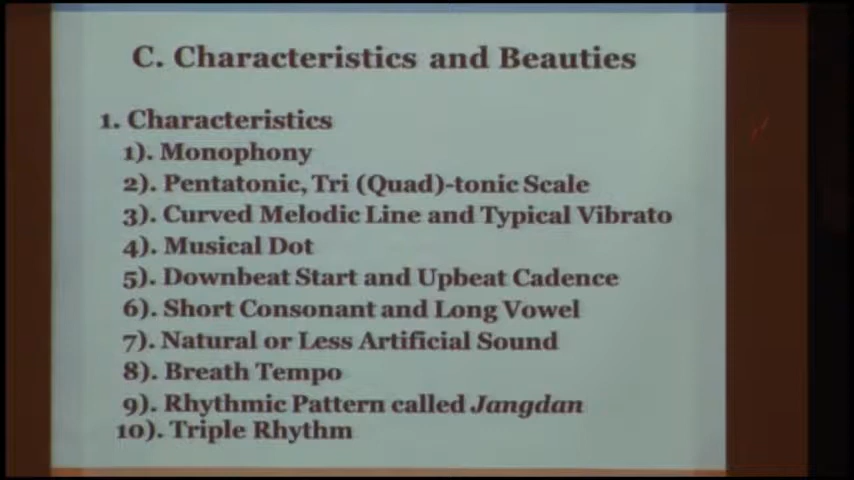 C. Characteristics and Beauties
1. Characteristics
1). Monophony
2). Pentatonic, Tri (Quad)-tonic Scale
3). Curved Melodic Line and Typical Vibrato
4). Musical Dot
5). Downbeat Start and Upbeat Cadence
6). Short Consonant and Long Vowel
7). Natural or Less Artificial Sound
8). Breath Tempo
9). Rhythmic Pattern called Jangdan
10). Triple Rhythm